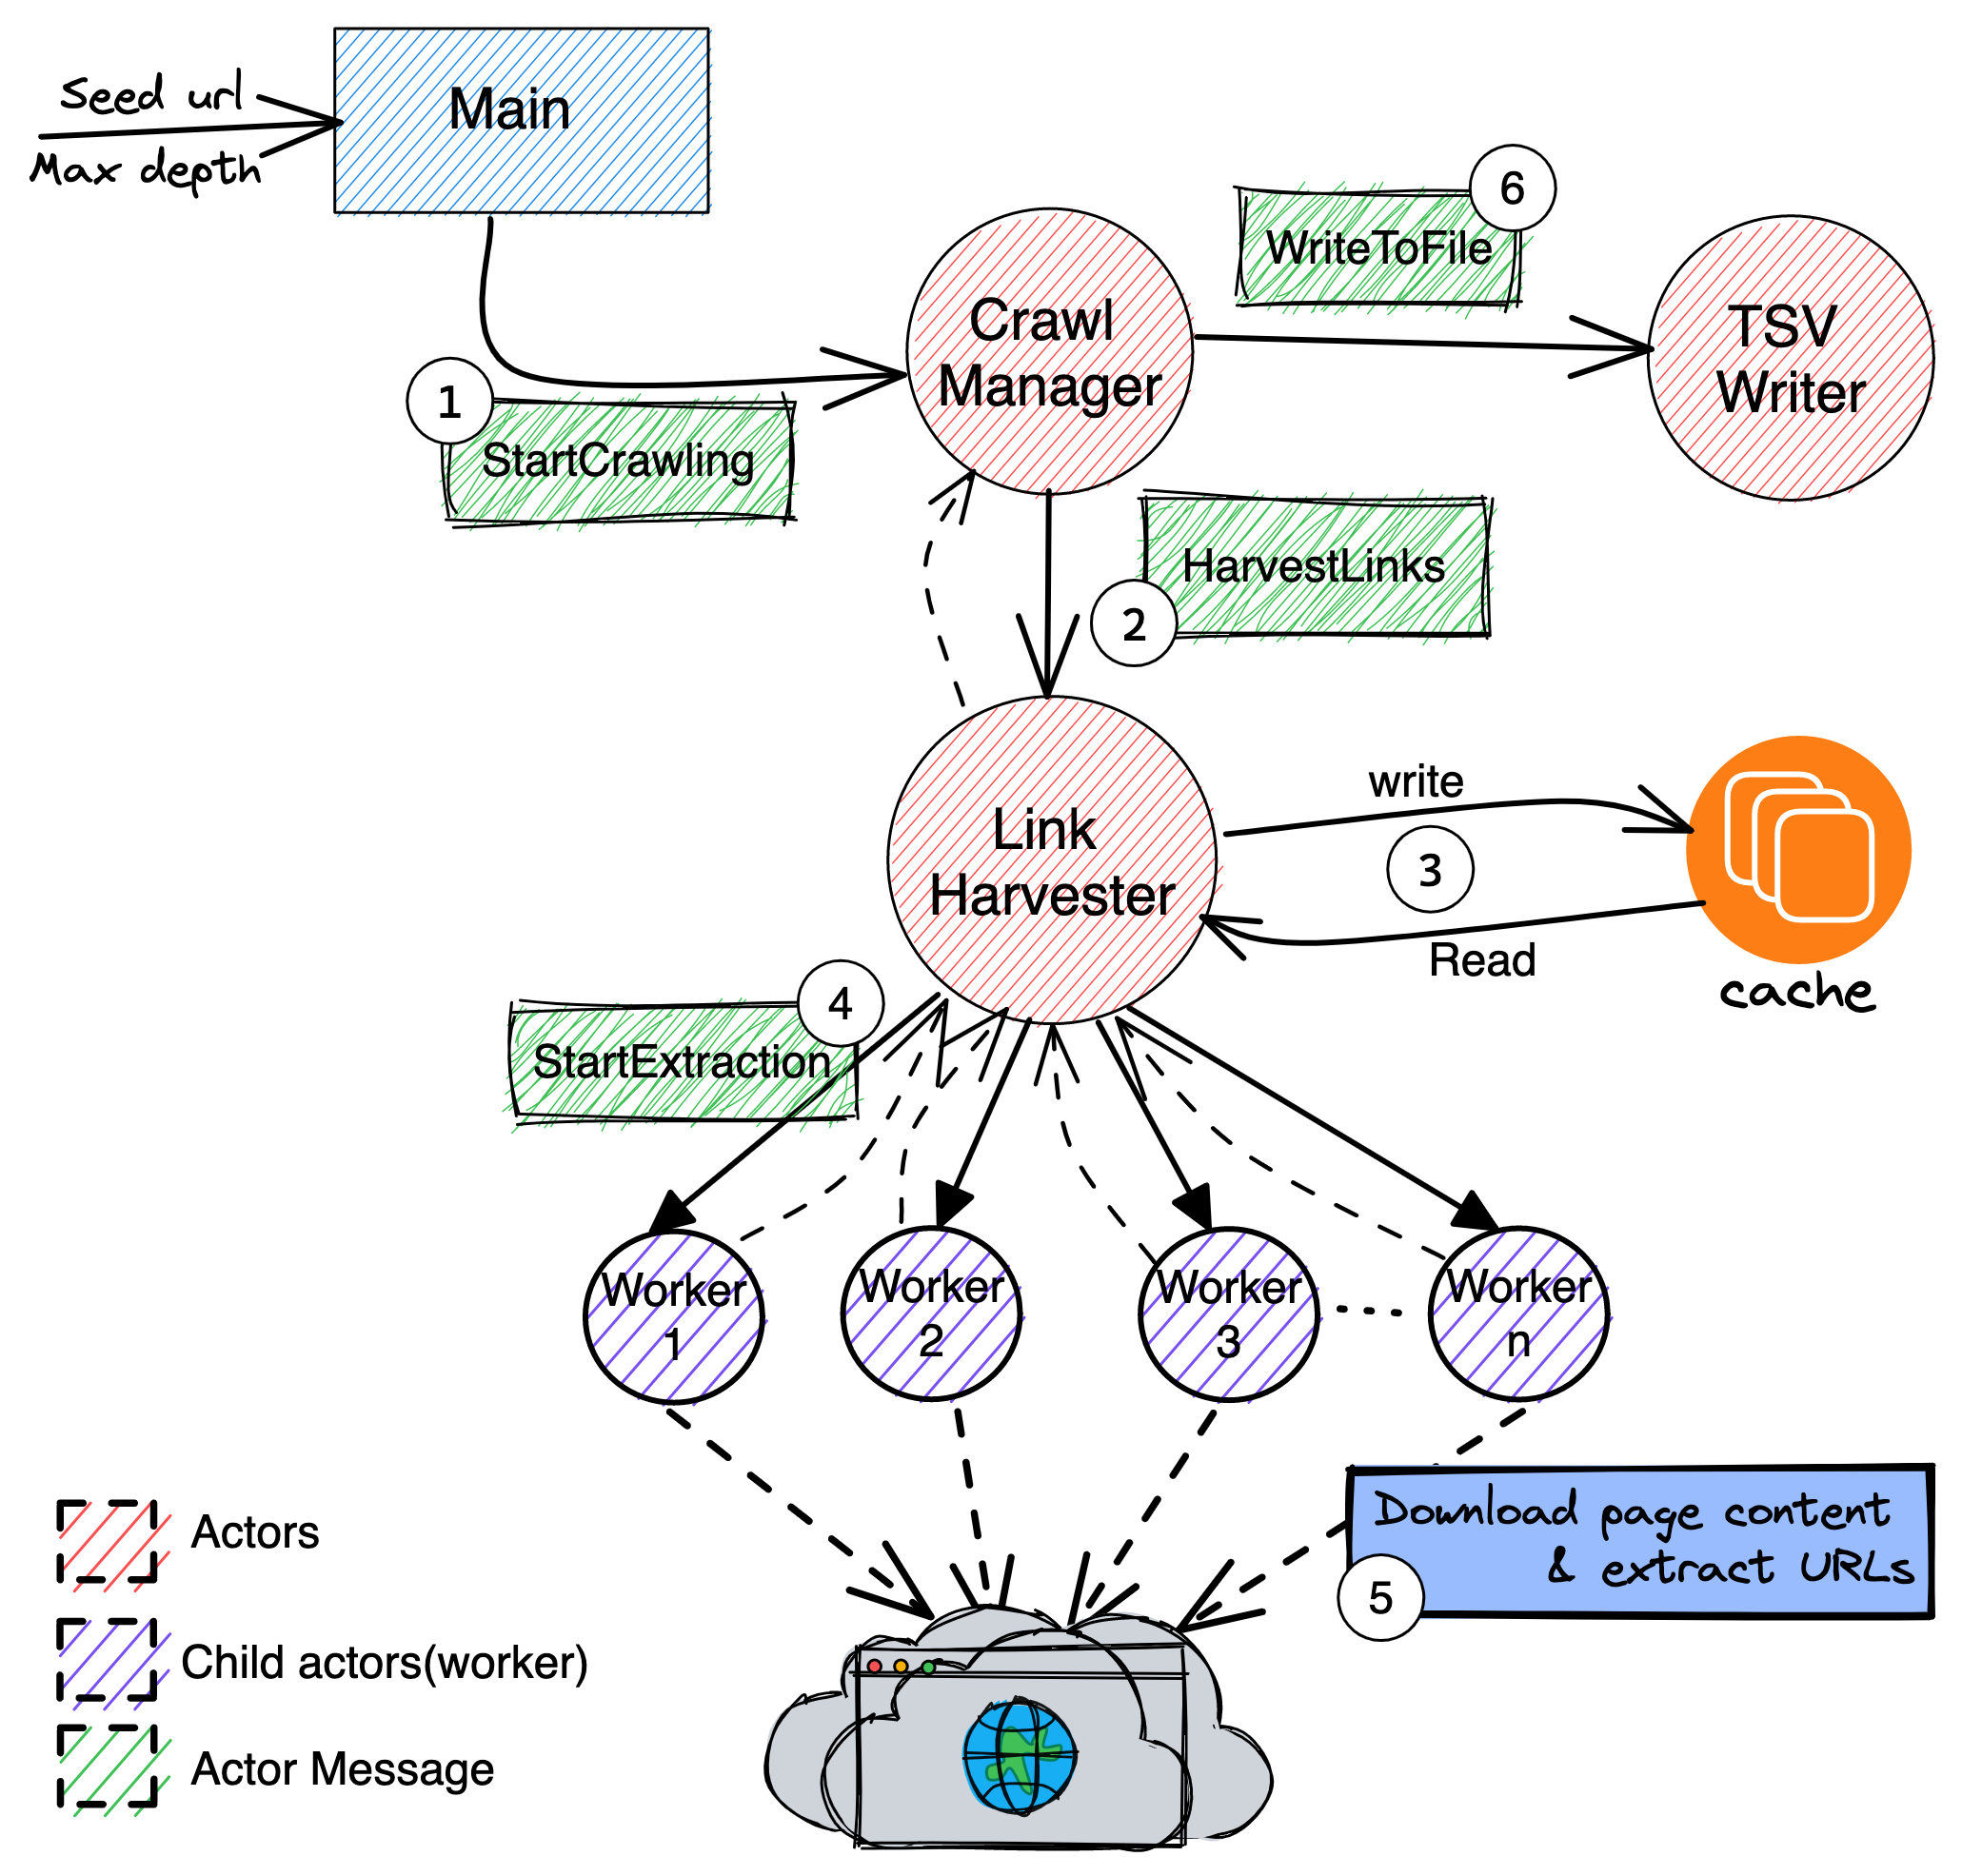 Seed url
Max depth
Main
6
WriteToFile
Crawl
Manager
TSV
Writer
1
StartCrawling
HarvestLinks
2
write
Link
Harvester
3
Read
cache
4
StartExtraction
Worker
1
Worker
2
Worker
3
Worker
n
Download page content
& extract URLs
5
Actors
Child actors(worker)
Actor Message